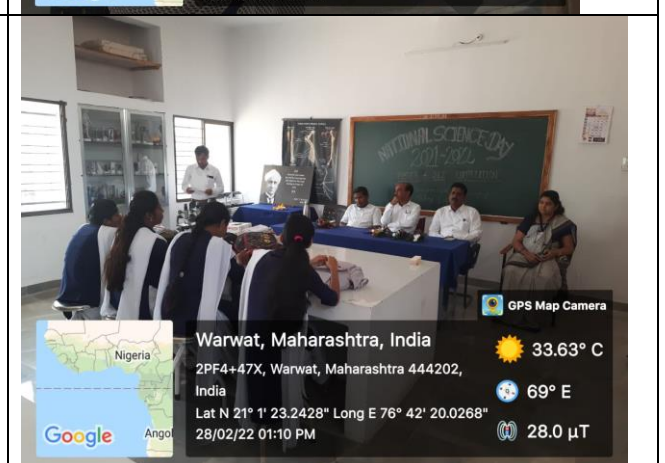 NATIONAL SCIENCE DAY
2021-2022
GPS Map Camera
Warwat, Maharashtra, India
2PF4+47X, Warwat, Maharashtra 444202,
India
Lat N 21° 1' 23.2428" Long E 76° 42' 20.0268"
28/02/22 01:10 PM
33.63° C
69° E
28.0 µT
Nigeria
Angol
Google